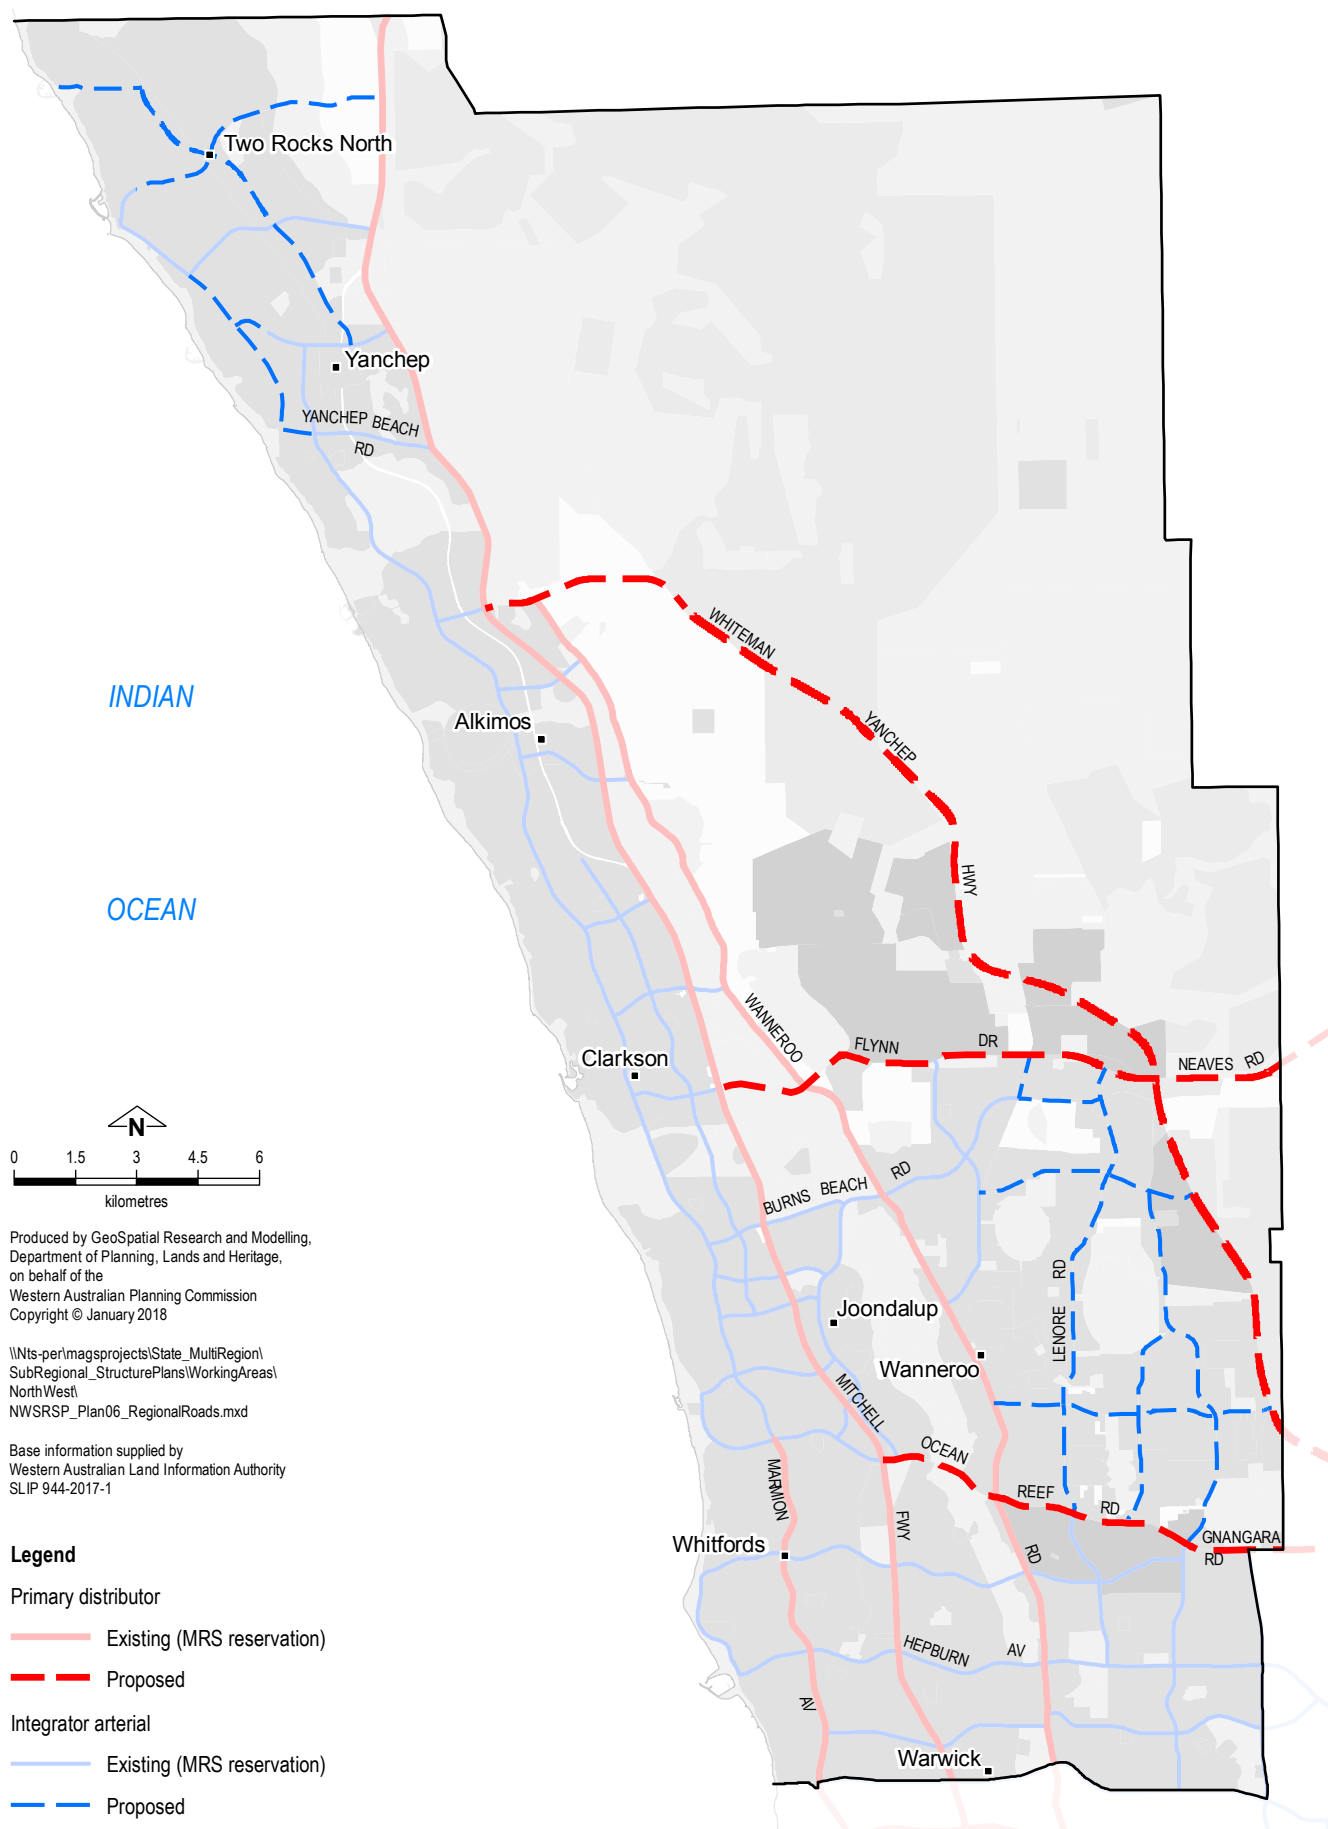 Two Rocks North
Yanchep
YANCHEP BEACH
RD
WHITEMAN
INDIAN
Alkimos
YANCHEP
HWY
OCEAN
WANNEROO
FLYNN
DR
NEAVES RD
Clarkson
N
0 1.5 3 4.5 6
kilometres
BURNS BEACH RD
Produced by GeoSpatial Research and Modelling,
Department of Planning, Lands and Heritage,
on behalf of the
Western Australian Planning Commission
Copyright © January 2018
\\Nts-per\magsprojects\State_MultiRegion\
SubRegional_StructurePlans\WorkingAreas\
NorthWest\
NWSRSP_Plan06_RegionalRoads.mxd
Base information supplied by
Western Australian Land Information Authority
SLIP 944-2017-1
LENORE RD
Joondalup
Wanneroo
MITCHELL
OCEAN
REEF
RD
MARMION
FWY
GNANGARA
RD
Whitfords
RD
HEPBURN
AV
AV
Warwick
Legend
Primary distributor
Existing (MRS reservation)
Proposed
Integrator arterial
Existing (MRS reservation)
Proposed